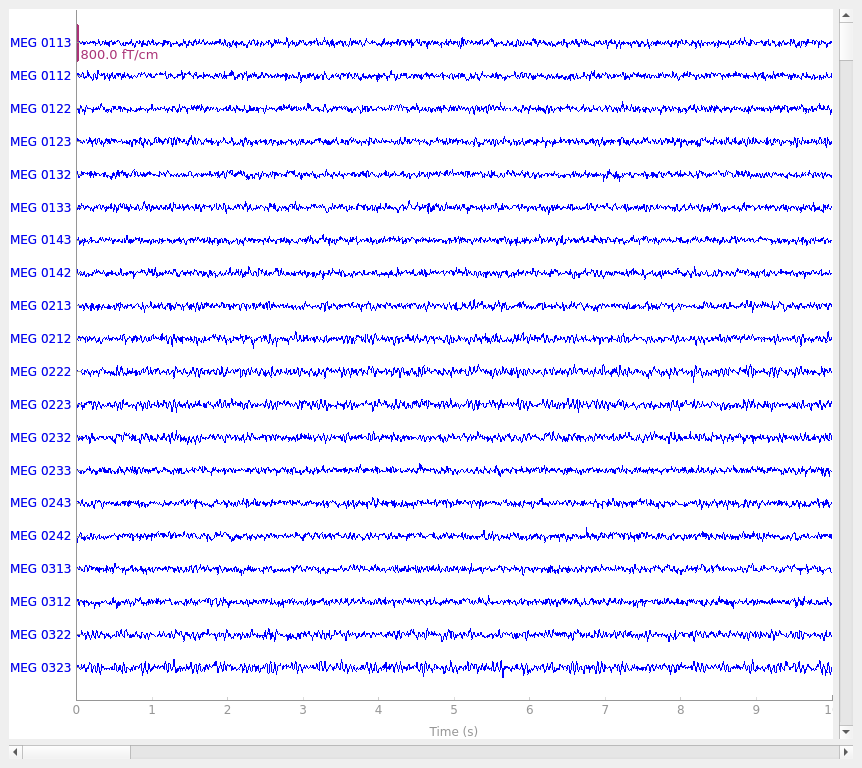 MEG 0113
800.0 fT/cm
MEG 0112
MEG 0122
MEG 0123
MEG 0132
MEG 0133
MEG 0143
MEG 0142
MEG 0213
MEG 0212
MEG 0222
MEG 0223
MEG 0232
MEG 0233
MEG 0243
MEG 0242
MEG 0313
MEG 0312
MEG 0322
MEG 0323
0 1 2 3 4 5 6 7 8 9 1
Time (s)